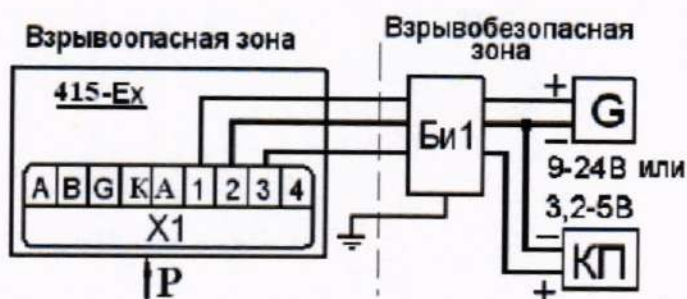 Взрывоопасная зона
Взрывобезопасная
зона
415-Ex
A B G К А 1 2 3 4
X1
P
Би1
+
G
−
9-24В или
3,2-5В
−
КП
+